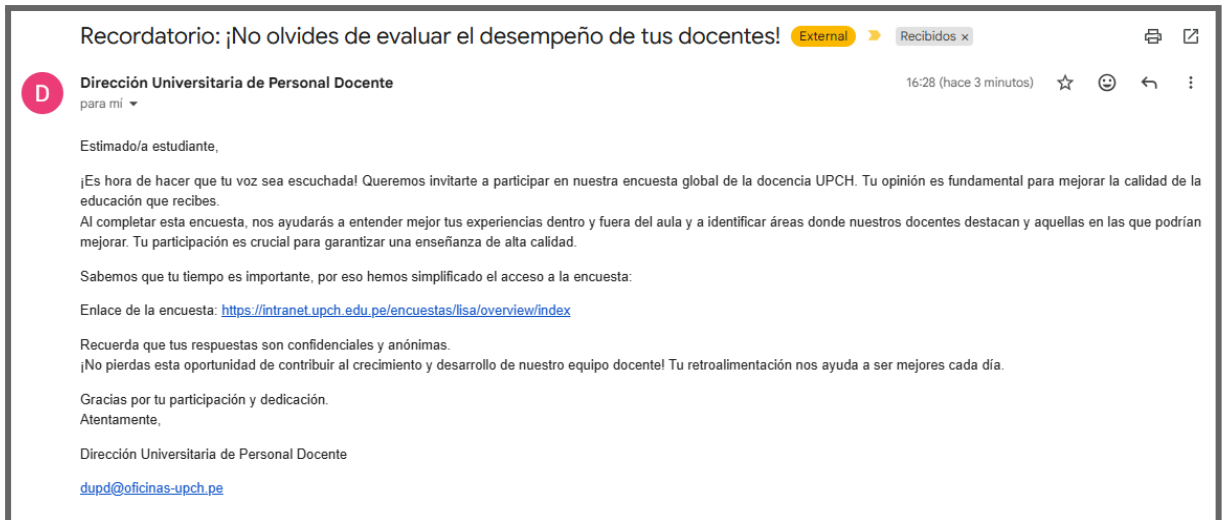 Recordatorio: ¡No olvides de evaluar el desempeño de tus docentes! External Recibidos x
D
Dirección Universitaria de Personal Docente 16:28 (hace 3 minutos)
para mí
Estimado/a estudiante,
¡Es hora de hacer que tu voz sea escuchada! Queremos invitarte a participar en nuestra encuesta global de la docencia UPCH. Tu opinión es fundamental para mejorar la calidad de la
educación que recibes.
Al completar esta encuesta, nos ayudarás a entender mejor tus experiencias dentro y fuera del aula y a identificar áreas donde nuestros docentes destacan y aquellas en las que podrían
mejorar. Tu participación es crucial para garantizar una enseñanza de alta calidad.
Sabemos que tu tiempo es importante, por eso hemos simplificado el acceso a la encuesta:
Enlace de la encuesta: https://intranet.upch.edu.pe/encuestas/lisa/overview/index
Recuerda que tus respuestas son confidenciales y anónimas.
¡No pierdas esta oportunidad de contribuir al crecimiento y desarrollo de nuestro equipo docente! Tu retroalimentación nos ayuda a ser mejores cada día.
Gracias por tu participación y dedicación.
Atentamente,
Dirección Universitaria de Personal Docente
dupd@oficinas-upch.pe